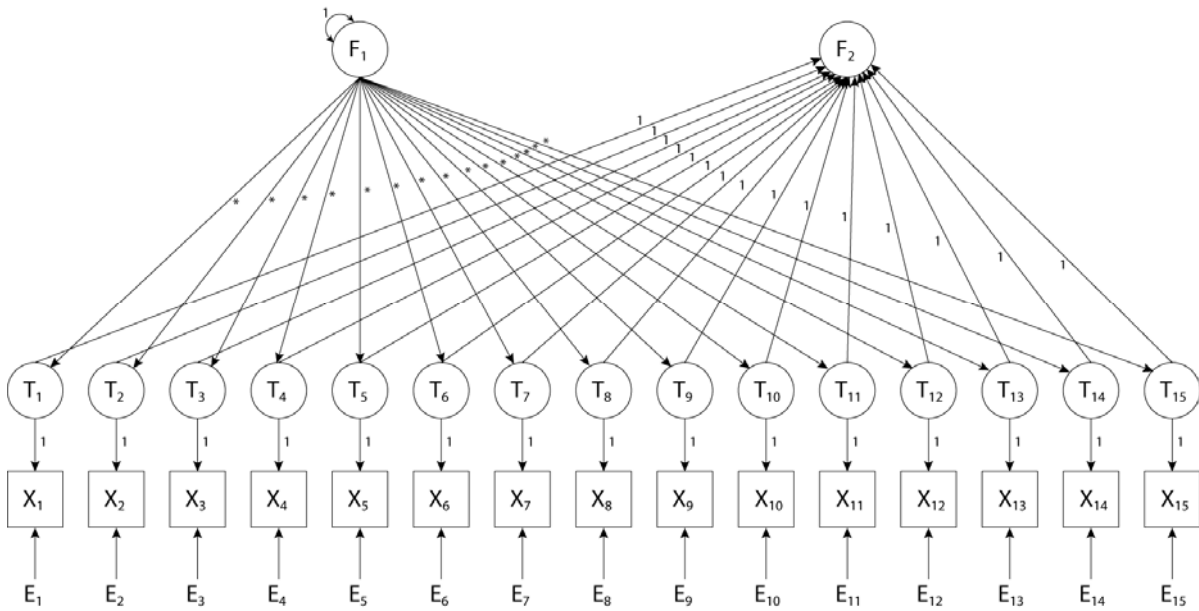 1
F1 F2
1 1 1 1 1 1 1 1 1 1 1 1 1 1 1
* * * * * * * * * * * * * * *
T1 T2 T3 T4 T5 T6 T7 T8 T9 T10 T11 T12 T13 T14 T15
1 1 1 1 1 1 1 1 1 1 1 1 1 1 1
X1 X2 X3 X4 X5 X6 X7 X8 X9 X10 X11 X12 X13 X14 X15
E1 E2 E3 E4 E5 E6 E7 E8 E9 E10 E11 E12 E13 E14 E15